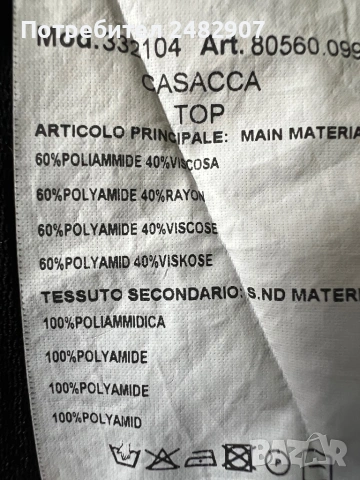 Потребител 2482907
MOD.332104 Art. 80560.099
CASACCA
TOP
ARTICOLO PRINCIPALE: MAIN MATERIA
60%POLIAMMIDE 40%VISCOSA
60%POLYAMIDE 40%RAYON
60%POLYAMIDE 40%VISCOSE
60%POLYAMID 40%VISKOSE
TESSUTO SECONDARIO: S.ND MATER
100%POLIAMMIDICA
100%POLYAMIDE
100%POLYAMIDE
100%POLYAMID
P
BAZAR